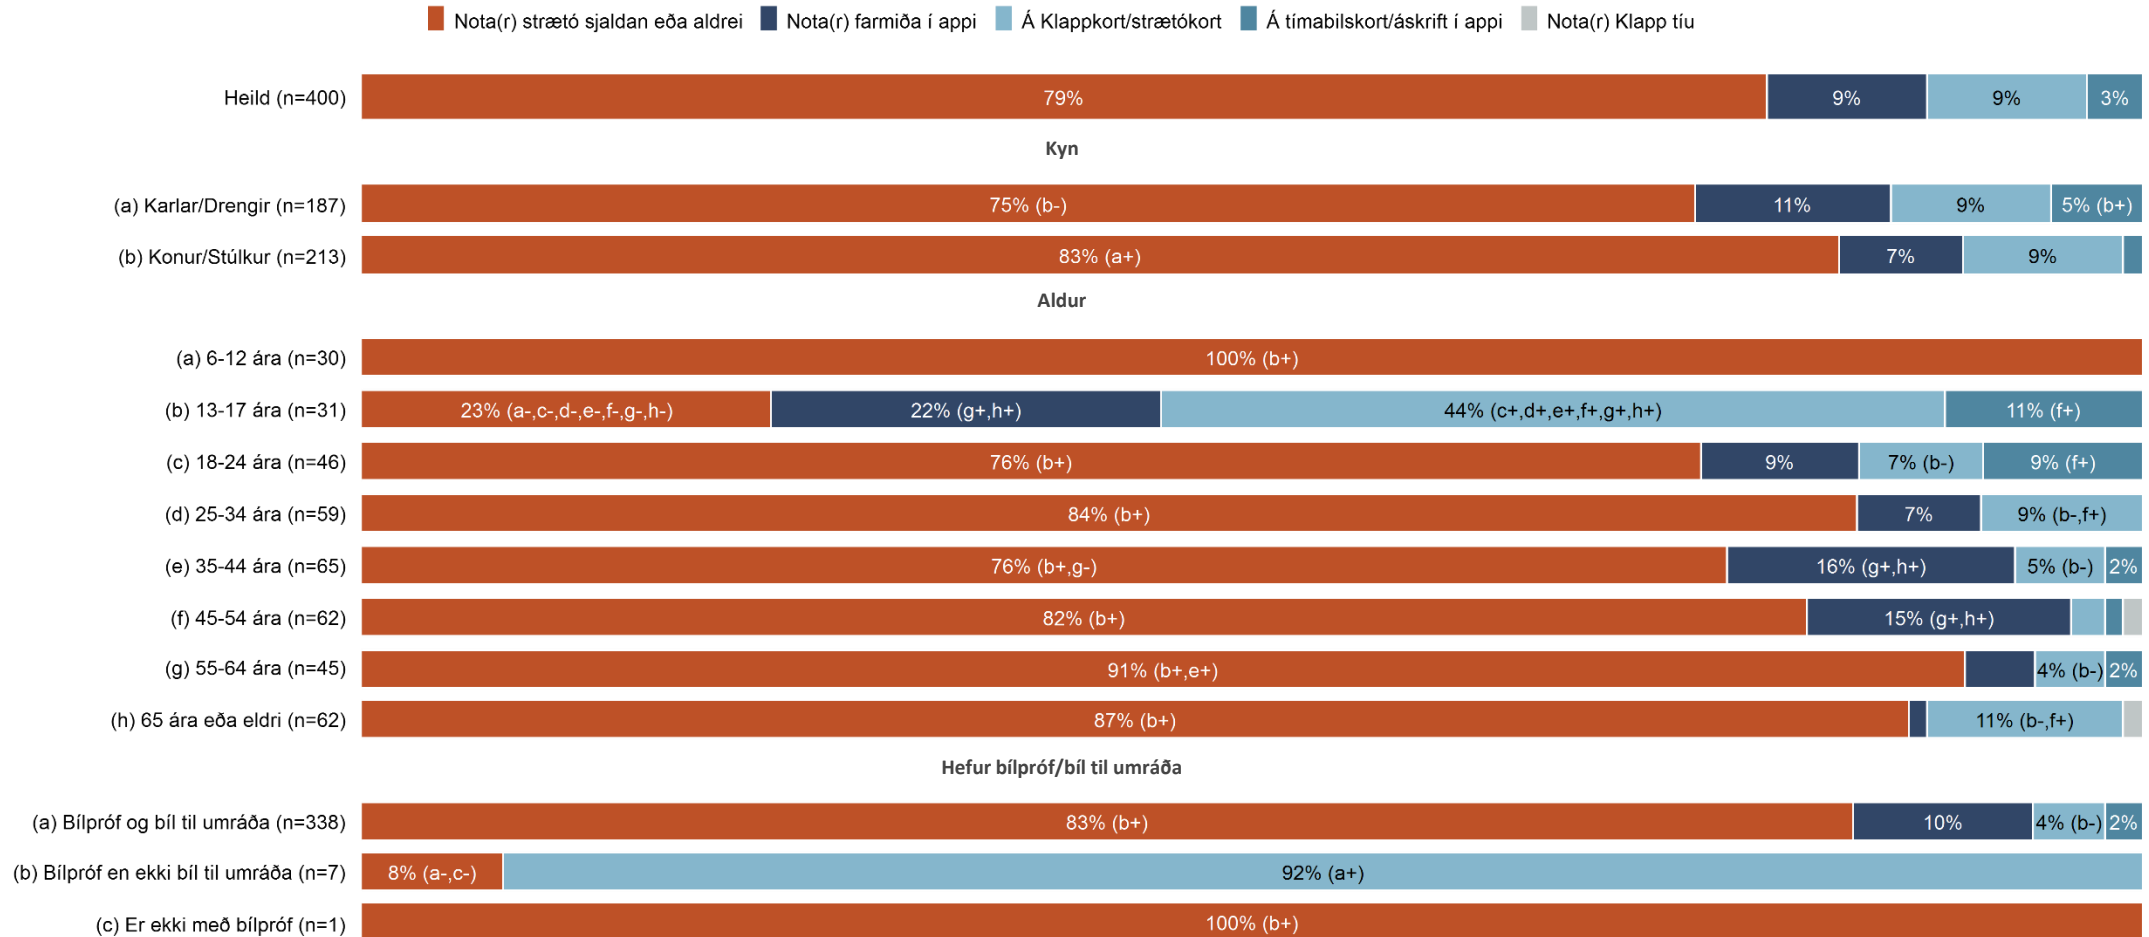 Nota(r) strætó sjaldan eða aldrei Nota(r) farmiða í appi Á Klappkort/strætókort Á tímabilskort/áskrift í appi Nota(r) Klapp tíu
Heild (n=400) 79% 9% 9% 3%
Kyn
(a) Karlar/Drengir (n=187) 75% (b-) 11% 9% 5% (b+)
(b) Konur/Stúlkur (n=213) 83% (a+) 7% 9%
Aldur
(a) 6-12 ára (n=30) 100% (b+)
(b) 13-17 ára (n=31) 23% (a-,c-,d-,e-,f-,g-,h-) 22% (g+,h+) 44% (c+,d+,e+,f+,g+,h+) 11% (f+)
(c) 18-24 ára (n=46) 76% (b+) 9% 7% (b-) 9% (f+)
(d) 25-34 ára (n=59) 84% (b+) 7% 9% (b-,f+)
(e) 35-44 ára (n=65) 76% (b+,g-) 16% (g+,h+) 5% (b-) 2%
(f) 45-54 ára (n=62) 82% (b+) 15% (g+,h+)
(g) 55-64 ára (n=45) 91% (b+,e+) 4% (b-) 2%
(h) 65 ára eða eldri (n=62) 87% (b+) 11% (b-,f+)
Hefur bílpróf/bíl til umráða
(a) Bílpróf og bíl til umráða (n=338) 83% (b+) 10% 4% (b-) 2%
(b) Bílpróf en ekki bíl til umráða (n=7) 8% (a-,c-) 92% (a+)
(c) Er ekki með bílpróf (n=1) 100% (b+)